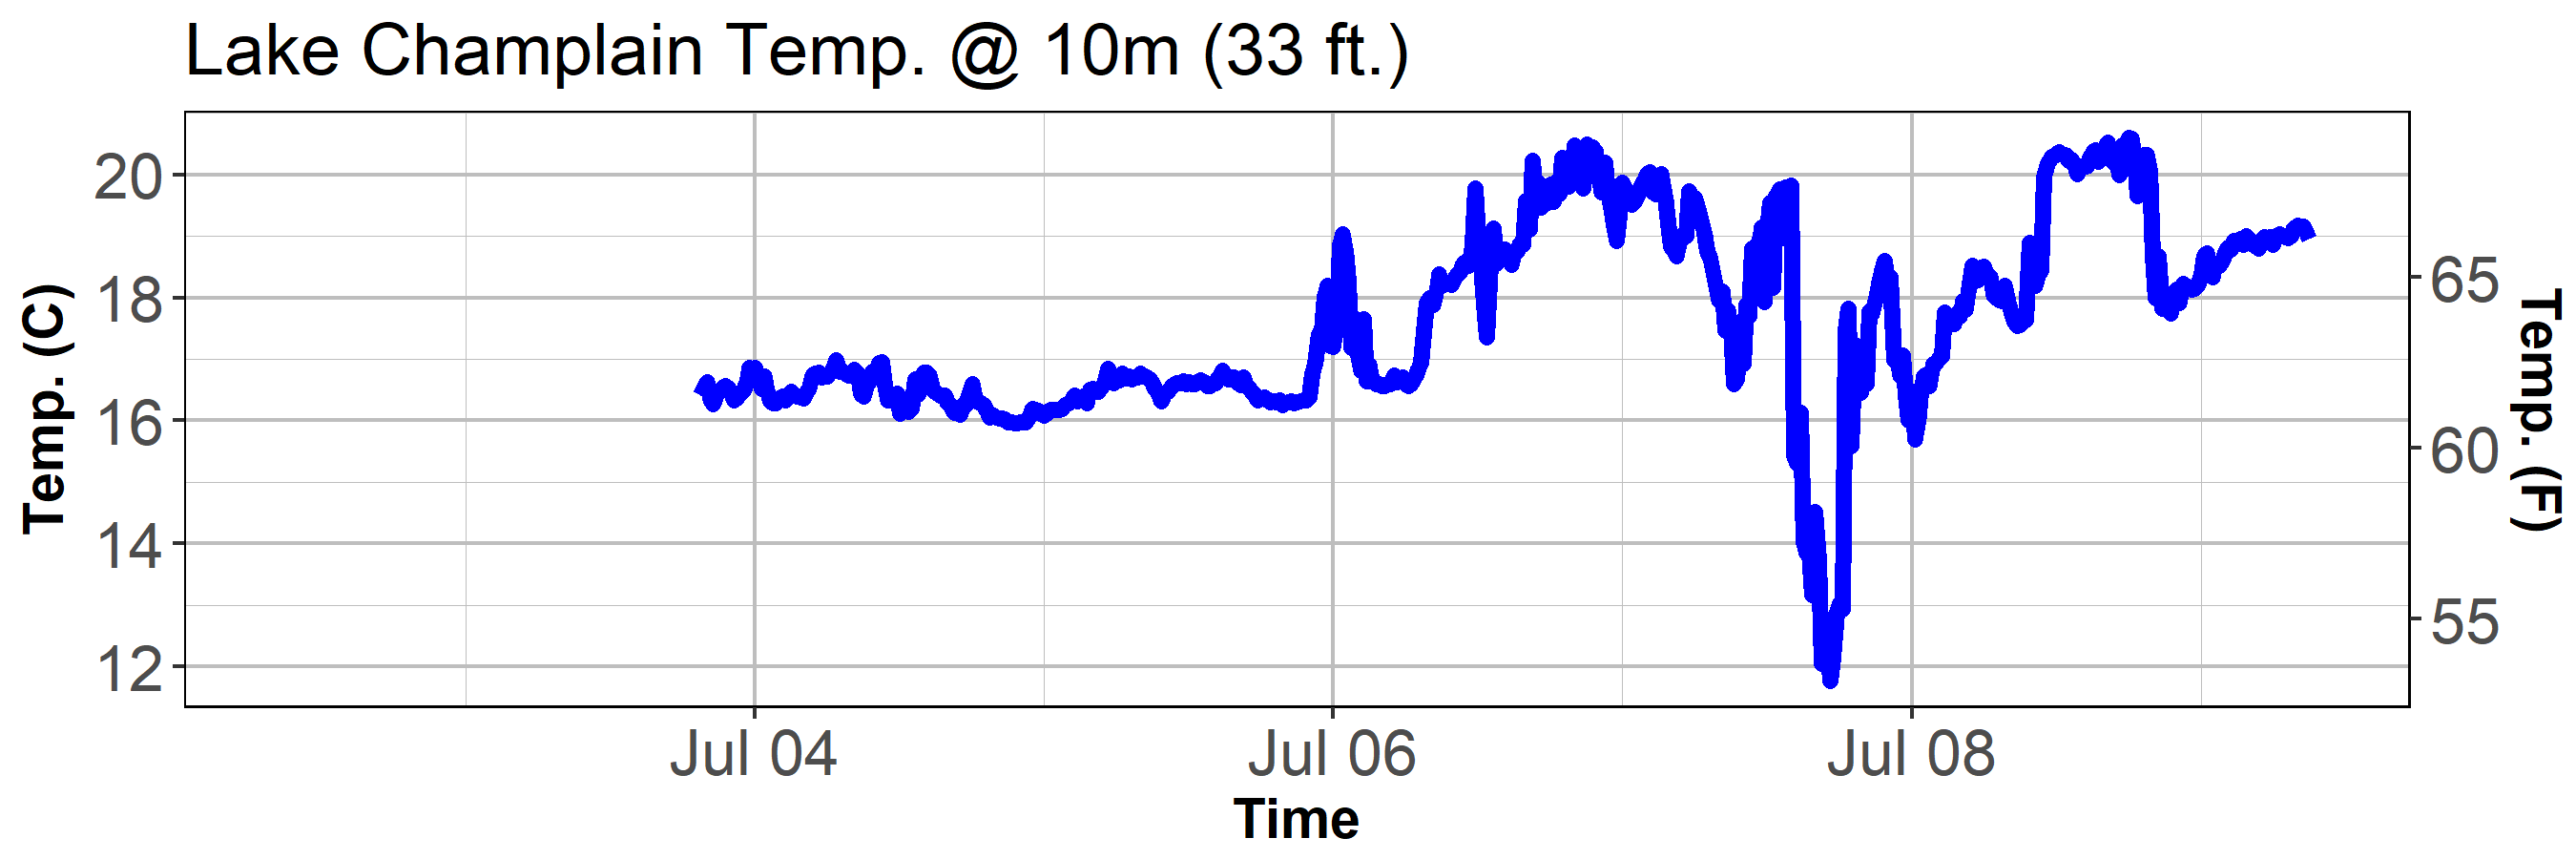 Lake Champlain Temp. @ 10m (33 ft.)
Temp. (C)
20
18
16
14
12
65
60
55
Temp. (F)
Jul 04
Jul 06
Jul 08
Time